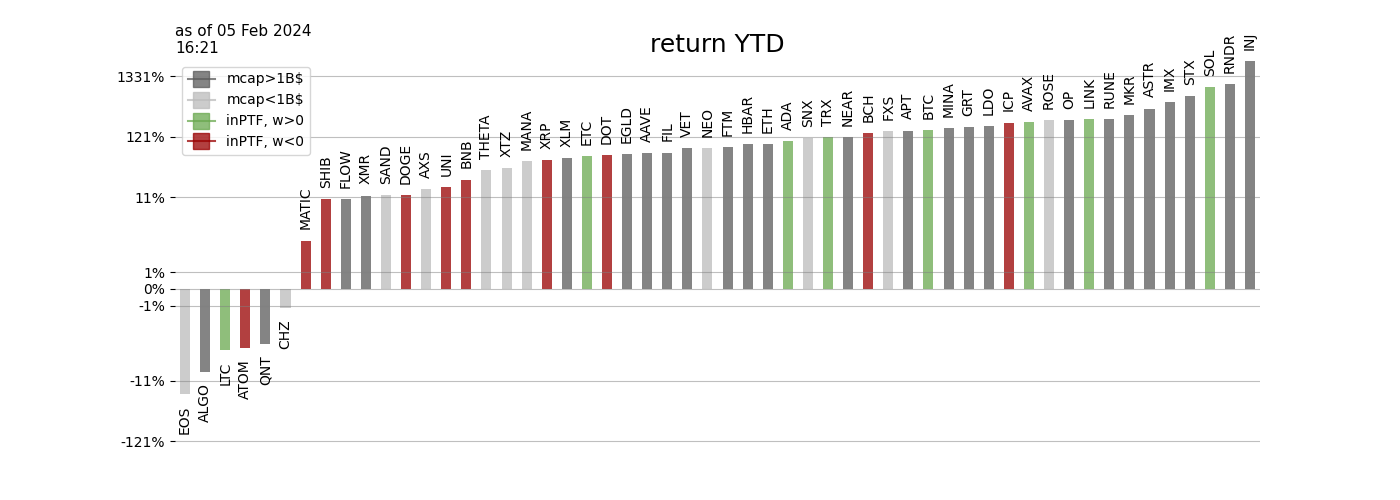 as of 05 Feb 2024
16:21
return YTD
mcap>1B$
mcap<1B$
inPTF, w>0
inPTF, w<0
1331%
121%
11%
1%
0%
-1%
-11%
-121%
EOS
ALGO
LTC
ATOM
QNT
CHZ
MATIC
SHIB
FLOW
XMR
SAND
DOGE
AXS
UNI
BNB
THETA
XTZ
MANA
XRP
XLM
ETC
DOT
EGLD
AAVE
FIL
VET
NEO
FTM
HBAR
ETH
ADA
SNX
TRX
NEAR
BCH
FXS
APT
BTC
MINA
GRT
LDO
ICP
AVAX
ROSE
OP
LINK
RUNE
MKR
ASTR
IMX
STX
SOL
RNDR
INJ